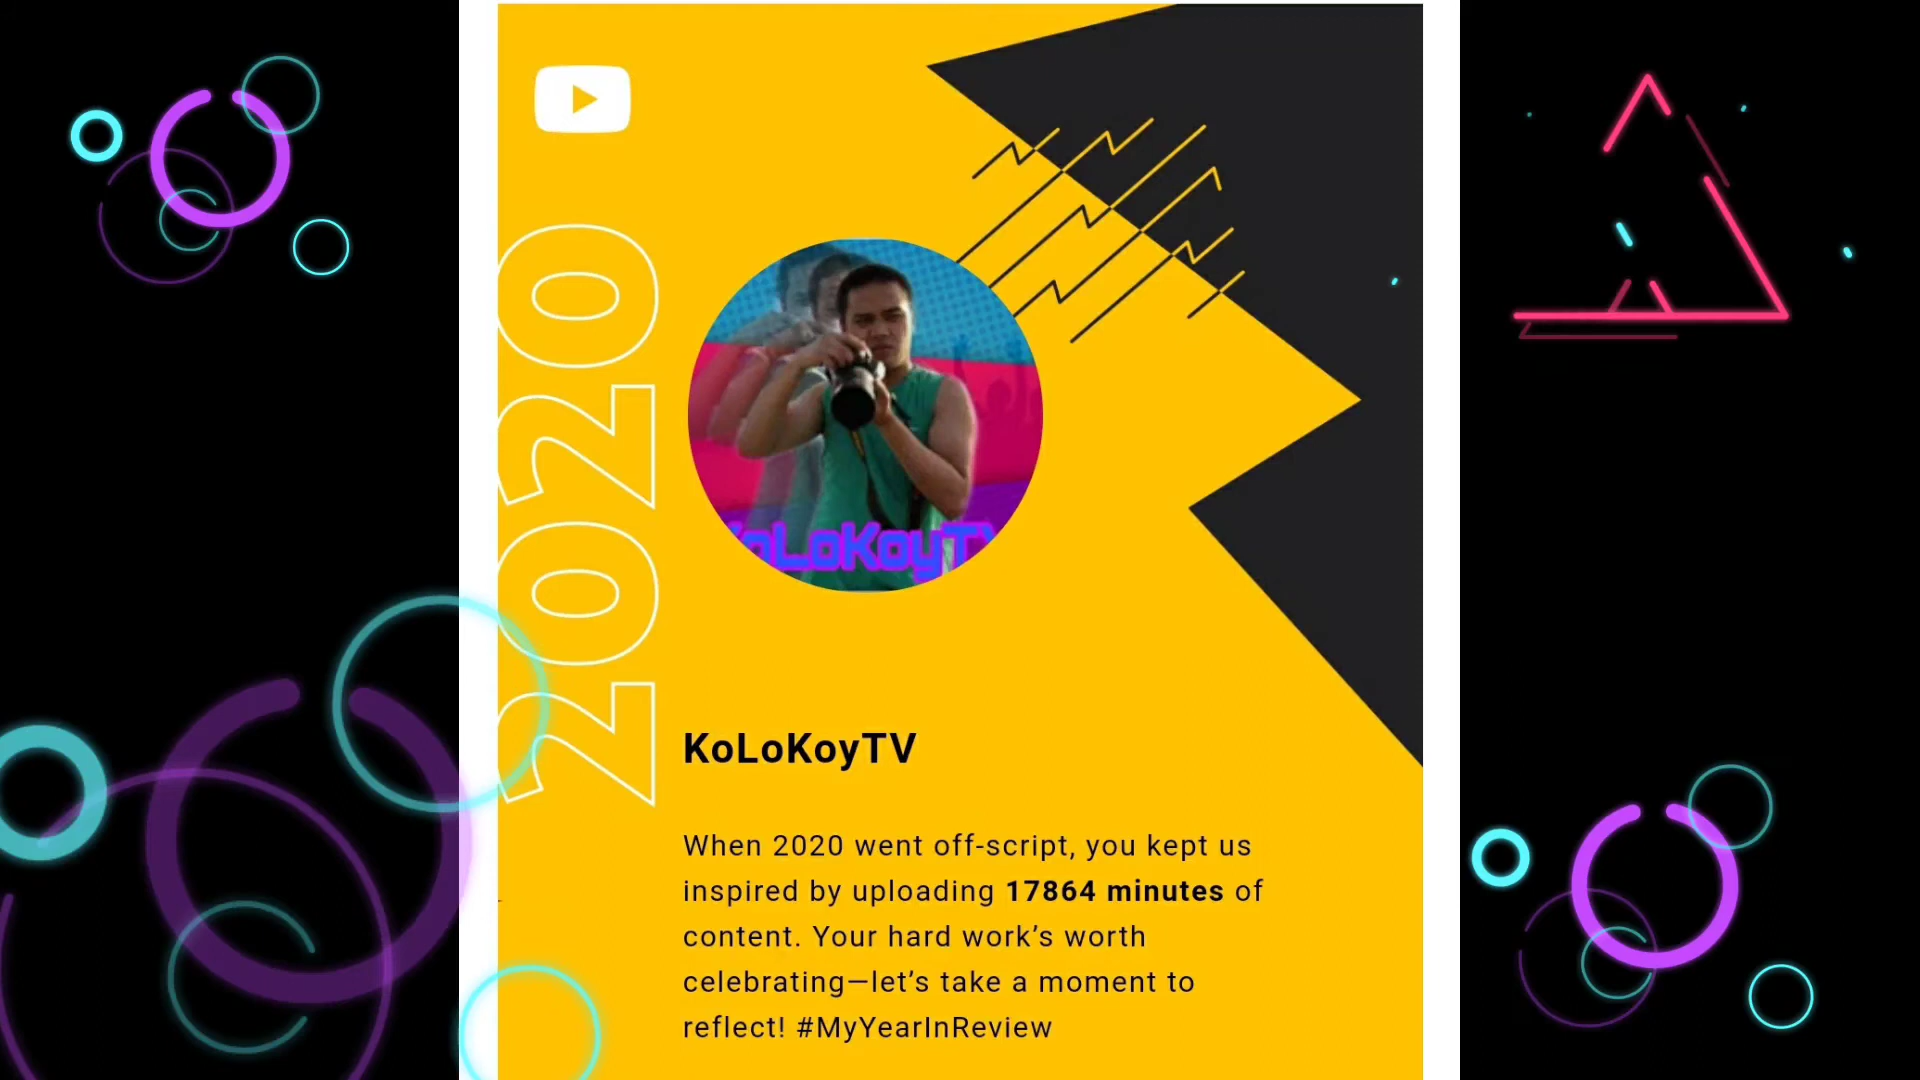 2020
KoLoKoyTV
KoLoKoyTV
When 2020 went off-script, you kept us
inspired by uploading 17864 minutes of
content. Your hard work’s worth
celebrating—let’s take a moment to
reflect! #MyYearInReview